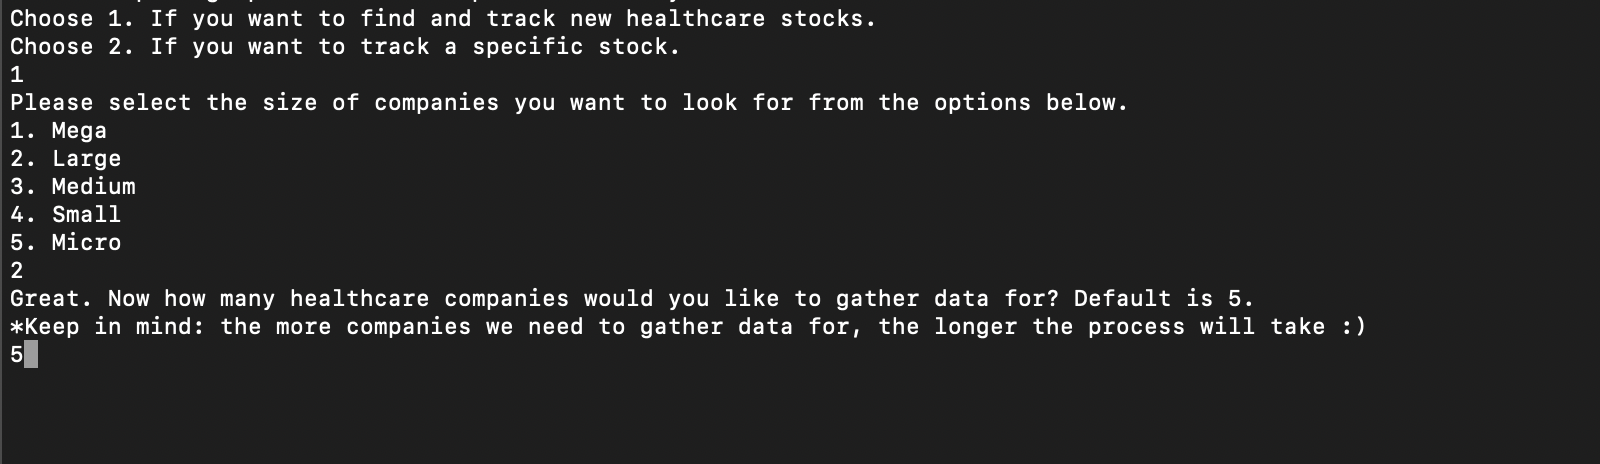 Choose 1. If you want to find and track new healthcare stocks.
Choose 2. If you want to track a specific stock.
1
Please select the size of companies you want to look for from the options below.
1. Mega
2. Large
3. Medium
4. Small
5. Micro
2
Great. Now how many healthcare companies would you like to gather data for? Default is 5.
*Keep in mind: the more companies we need to gather data for, the longer the process will take :)
5